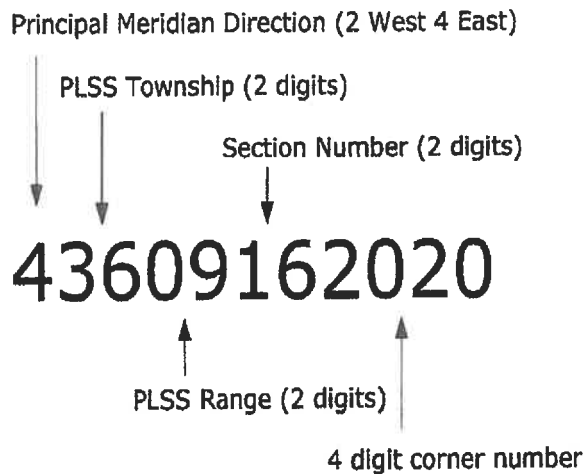 Principal Meridian Direction (2 West 4 East)
PLSS Township (2 digits)
Section Number (2 digits)
43609162020
PLSS Range (2 digits)
4 digit corner number